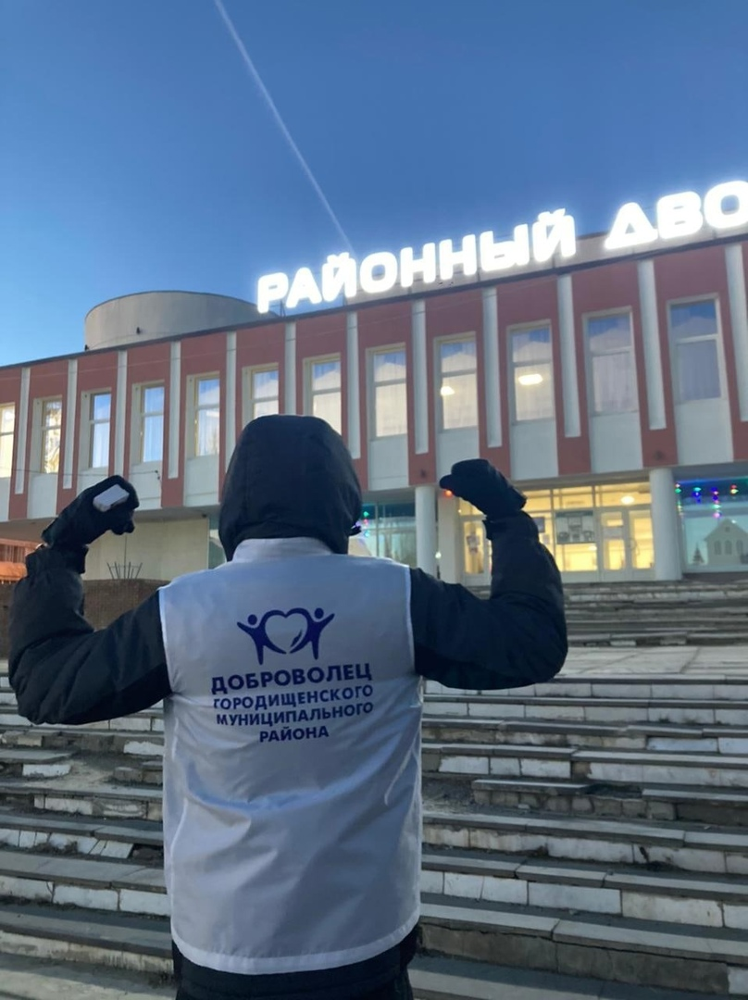 РАЙОННЫЙ ДВО
ДОБРОВОЛЕЦ
ГОРОДИЩЕНСКОГО
МУНИЦИПАЛЬНОГО
РАЙОНА